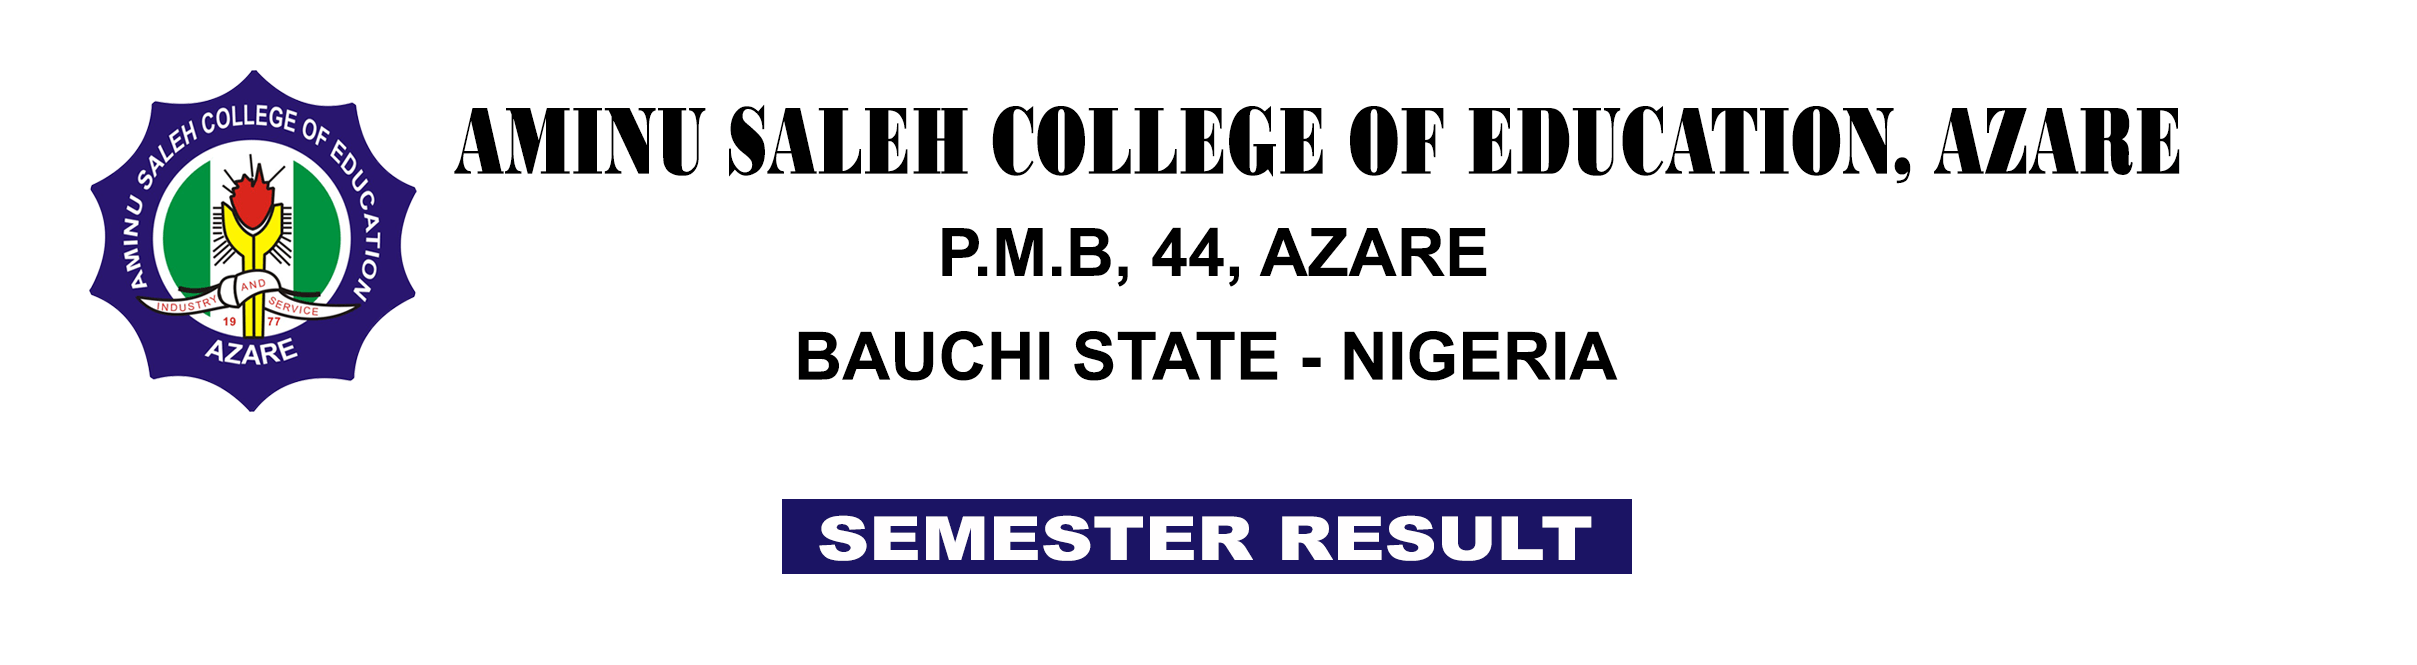 AMINU SALEH COLLEGE OF EDUCATION
INDUSTRY AND SERVICE
19 77
AZARE
AMINU SALEH COLLEGE OF EDUCATION, AZARE
P.M.B, 44, AZARE
BAUCHI STATE - NIGERIA
SEMESTER RESULT